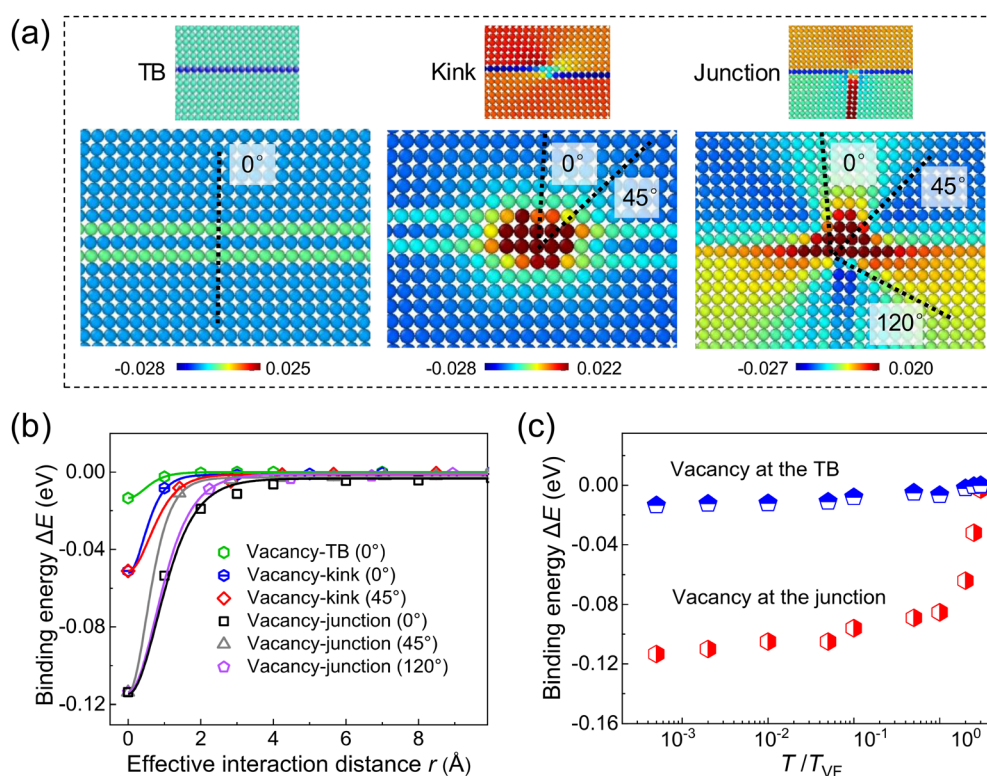 (a)
TB
Kink
Junction
0°
0°
45°
0°
45°
120°
-0.028
0.025
-0.028
0.022
-0.027
0.020
(b)
0.00
-0.04
-0.08
-0.12
Binding energy ΔE (eV)
Vacancy-TB (0°)
Vacancy-kink (0°)
Vacancy-kink (45°)
Vacancy-junction (0°)
Vacancy-junction (45°)
Vacancy-junction (120°)
0 2 4 6 8
Effective interaction distance r (Å)
(c)
0.04
0.00
-0.04
-0.08
-0.12
-0.16
Binding energy ΔE (eV)
Vacancy at the TB
Vacancy at the junction
10⁻³ 10⁻² 10⁻¹ 10⁰
T/T_VF